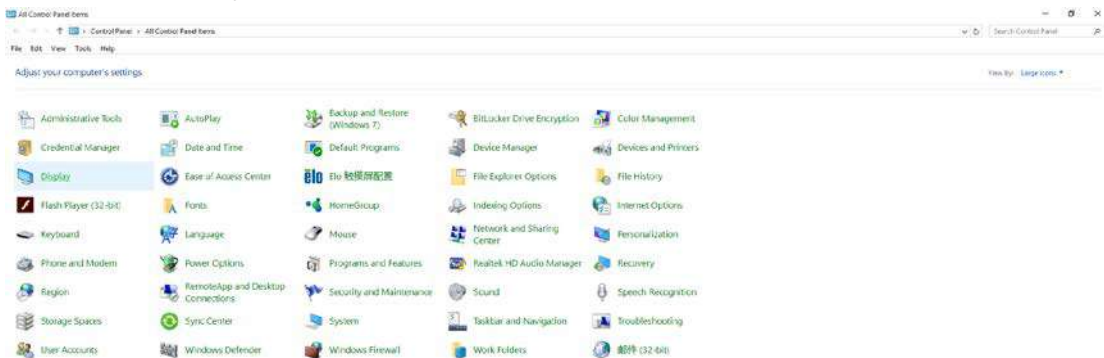 All Control Panel Items
Control Panel › All Control Panel Items
Search Control Panel
File Edit View Tools Help
Adjust your computer's settings
View by: Large icons
Administrative Tools
AutoPlay
Backup and Restore
(Windows 7)
BitLocker Drive Encryption
Color Management
Credential Manager
Date and Time
Default Programs
Device Manager
Devices and Printers
Display
Ease of Access Center
elo
Elo 触摸屏配置
File Explorer Options
File History
Flash Player (32-bit)
Fonts
HomeGroup
Indexing Options
Internet Options
Keyboard
Language
Mouse
Network and Sharing
Center
Personalization
Phone and Modem
Power Options
Programs and Features
Realtek HD Audio Manager
Recovery
Region
RemoteApp and Desktop
Connections
Security and Maintenance
Sound
Speech Recognition
Storage Spaces
Sync Center
System
Taskbar and Navigation
Troubleshooting
User Accounts
Windows Defender
Windows Firewall
Work Folders
邮件 (32-bit)